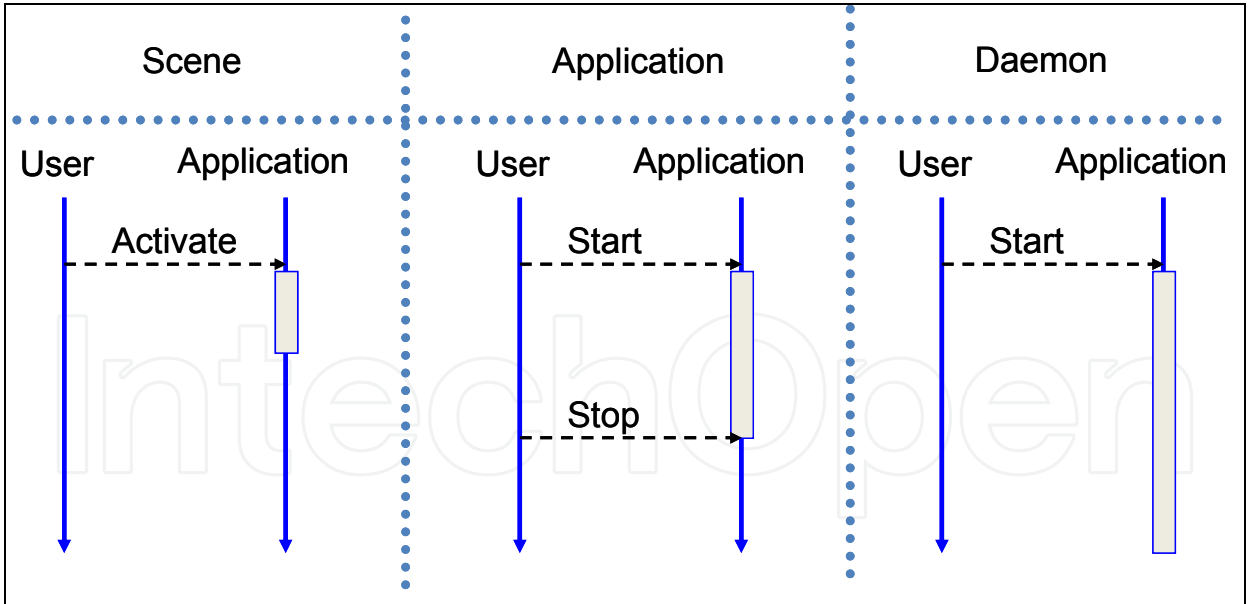 Scene
Application
Daemon
User
Application
User
Application
User
Application
Activate
Start
Start
Stop
IntechOpen